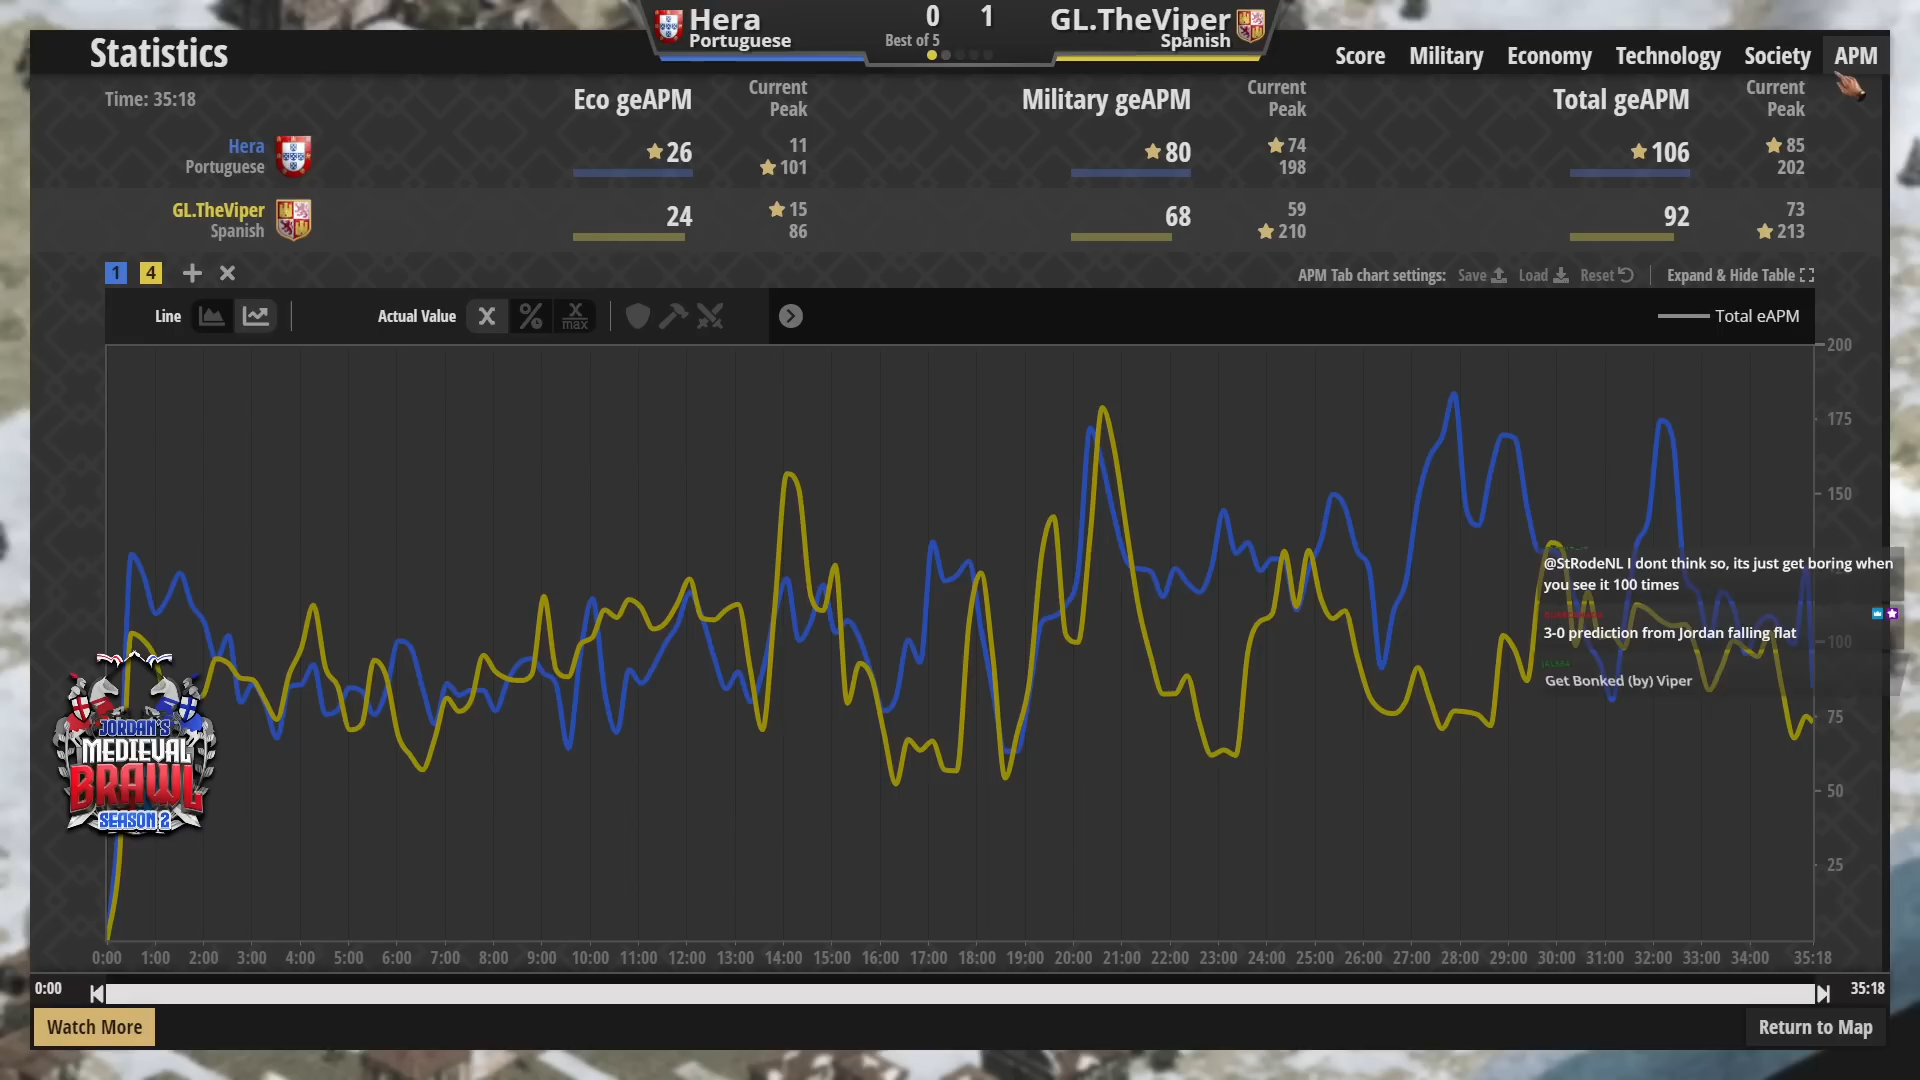 Hera
Portuguese
0 1
Best of 5
GL.TheViper
Spanish
Statistics
Score Military Economy Technology Society APM
Time: 35:18
Eco geAPM
Current
Peak
Military geAPM
Current
Peak
Total geAPM
Current
Peak
Hera
Portuguese
26
11
101
80
74
198
106
85
202
GL.TheViper
Spanish
24
15
86
68
59
210
92
73
213
1 4
APM Tab chart settings: Save Load Reset Expand & Hide Table
Line
Actual Value X % X max
Total eAPM
200
175
150
100
75
50
25
@StRodeNL I dont think so, its just get boring when
you see it 100 times
3-0 prediction from Jordan falling flat
Get Bonked (by) Viper
JORDAN'S
MEDIEVAL
BRAWL
SEASON 2
0:00 1:00 2:00 3:00 4:00 5:00 6:00 7:00 8:00 9:00 10:00 11:00 12:00 13:00 14:00 15:00 16:00 17:00 18:00 19:00 20:00 21:00 22:00 23:00 24:00 25:00 26:00 27:00 28:00 29:00 30:00 31:00 32:00 33:00 34:00 35:18
0:00
35:18
Watch More
Return to Map